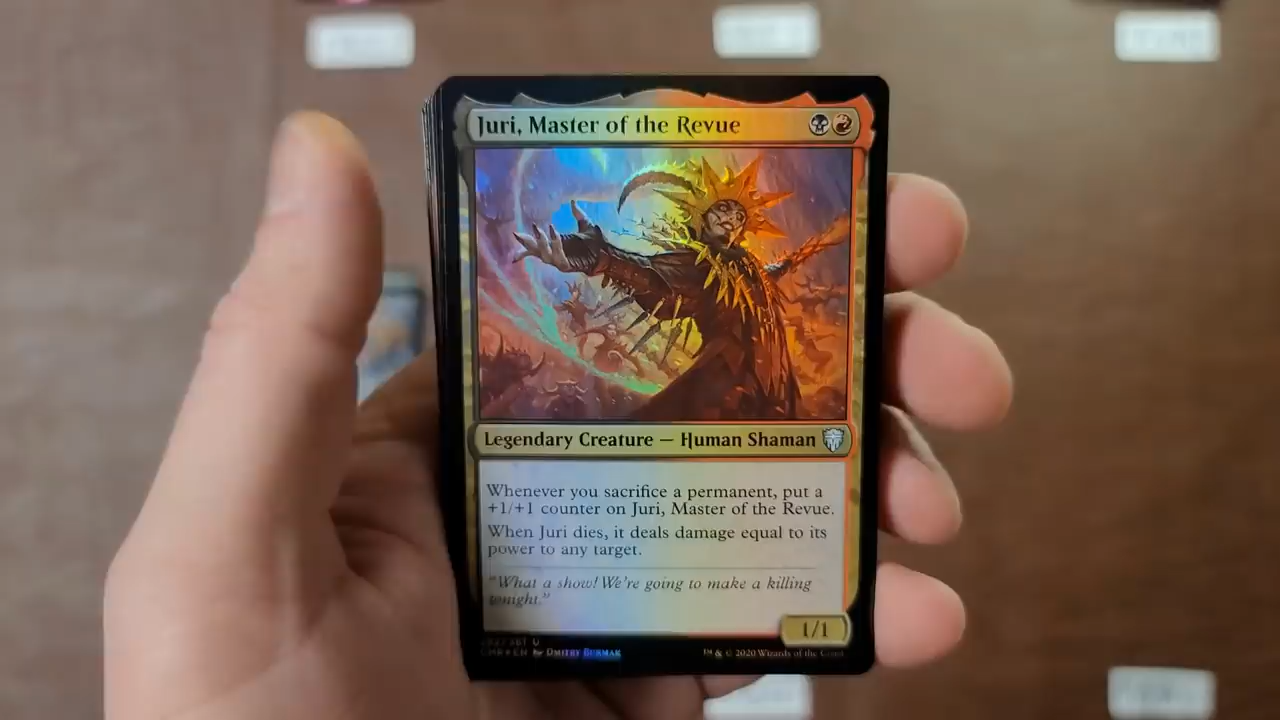 Juri, Master of the Revue
Legendary Creature — Human Shaman
Whenever you sacrifice a permanent, put a
+1/+1 counter on Juri, Master of the Revue.
When Juri dies, it deals damage equal to its
power to any target.
"What a show! We're going to make a killing
tonight."
1/1
U
CMR • EN Dmitry Burmak
™ & © 2020 Wizards of the Coast